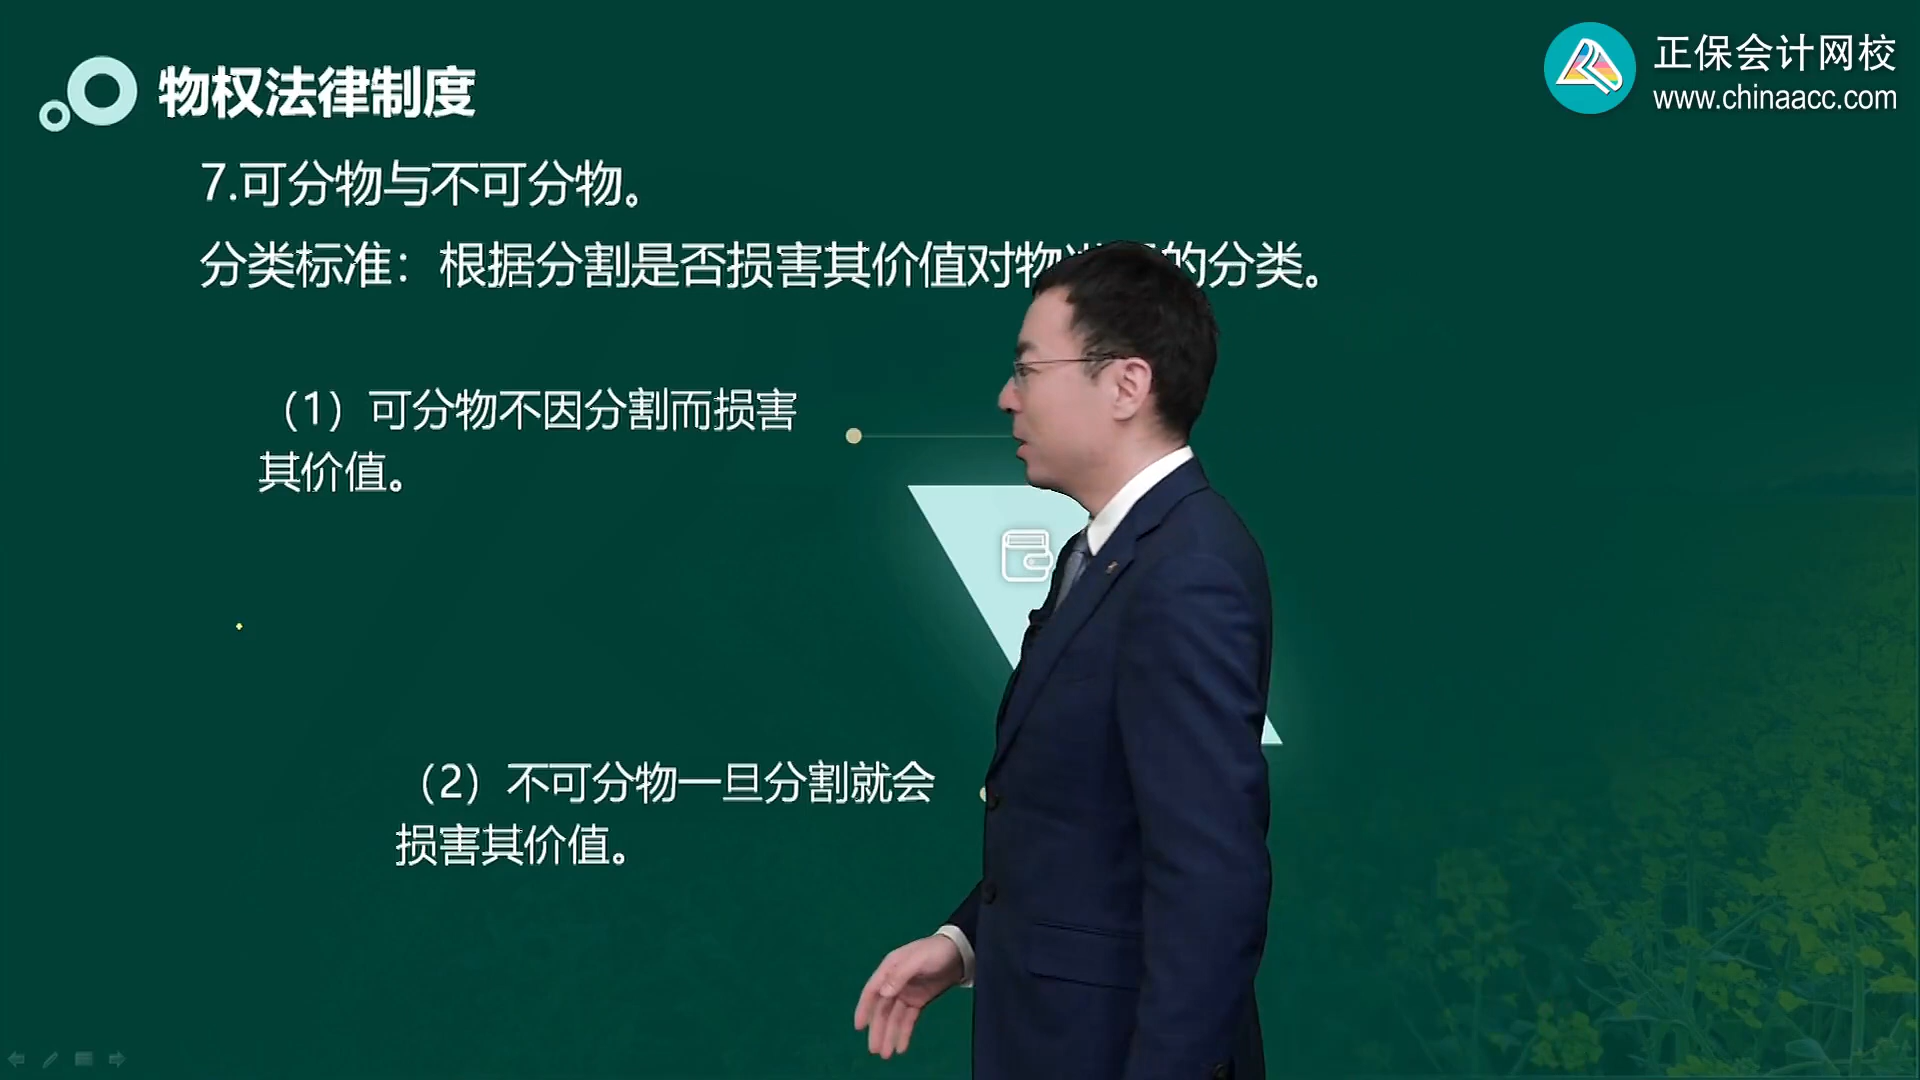 正保会计网校
www.chinaacc.com
物权法律制度
7.可分物与不可分物。
分类标准：根据分割是否损害其价值对物的分类。
（1）可分物不因分割而损害
其价值。
（2）不可分物一旦分割就会
损害其价值。